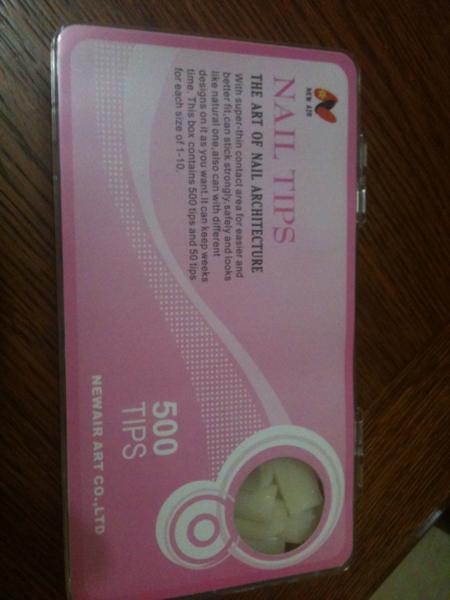 NEW AIR
NAIL TIPS
THE ART OF NAIL ARCHITECTURE
With super-thin contact area for easier and
better fit,can stick strongly,safely and looks
like natural one,also can with different
designs on it as you want.It can keep weeks
time. This box contains 500 tips and 50 tips
for each size of 1-10.
500
TIPS
NEWAIR ART CO.,LTD